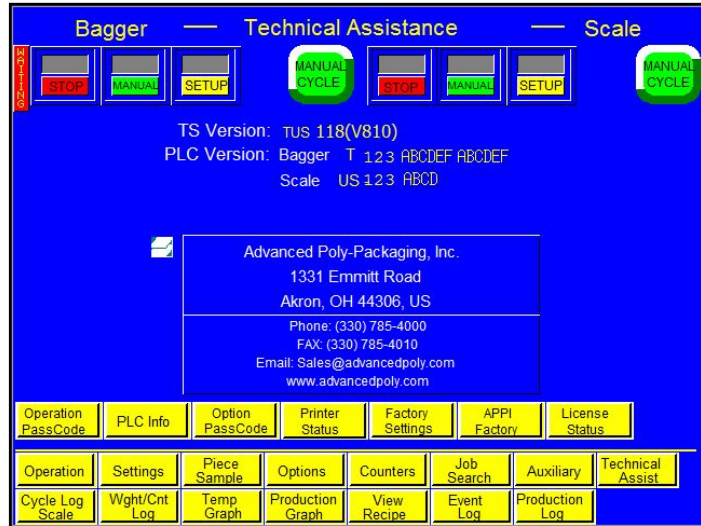 Bagger — Technical Assistance — Scale
WAITING
STOP
MANUAL
SETUP
MANUAL
CYCLE
STOP
MANUAL
SETUP
MANUAL
CYCLE
TS Version: TUS 118(V810)
PLC Version: Bagger T 123 ABCDEF ABCDEF
Scale US 123 ABCD
Advanced Poly-Packaging, Inc.
1331 Emmitt Road
Akron, OH 44306, US
Phone: (330) 785-4000
FAX: (330) 785-4010
Email: Sales@advancedpoly.com
www.advancedpoly.com
Operation
PassCode
PLC Info
Option
PassCode
Printer
Status
Factory
Settings
APPI
Factory
License
Status
Operation
Settings
Piece
Sample
Options
Counters
Job
Search
Auxiliary
Technical
Assist
Cycle Log
Scale
Wght/Cnt
Log
Temp
Graph
Production
Graph
View
Recipe
Event
Log
Production
Log